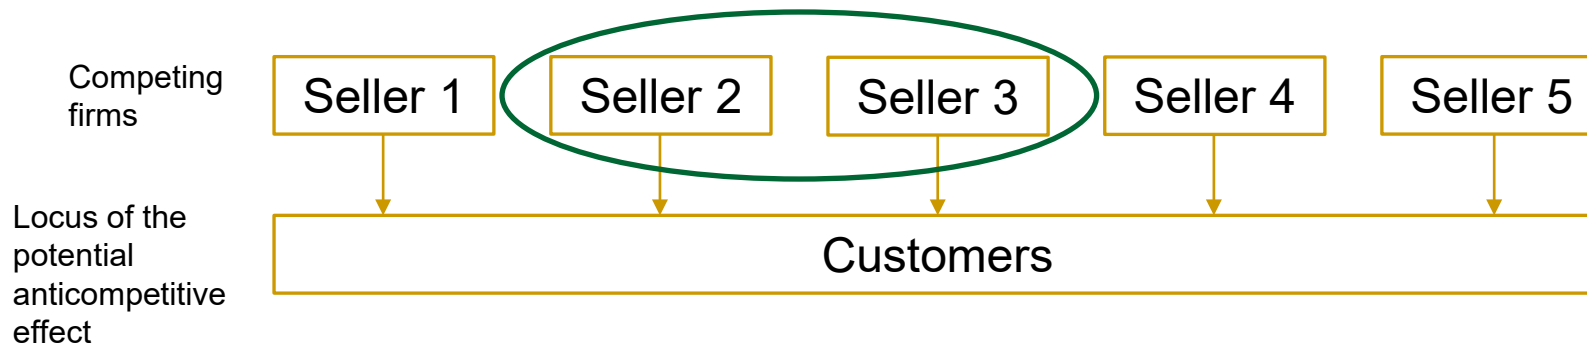 Competing
firms
Seller 1
Seller 2
Seller 3
Seller 4
Seller 5
Locus of the
potential
anticompetitive
effect
Customers